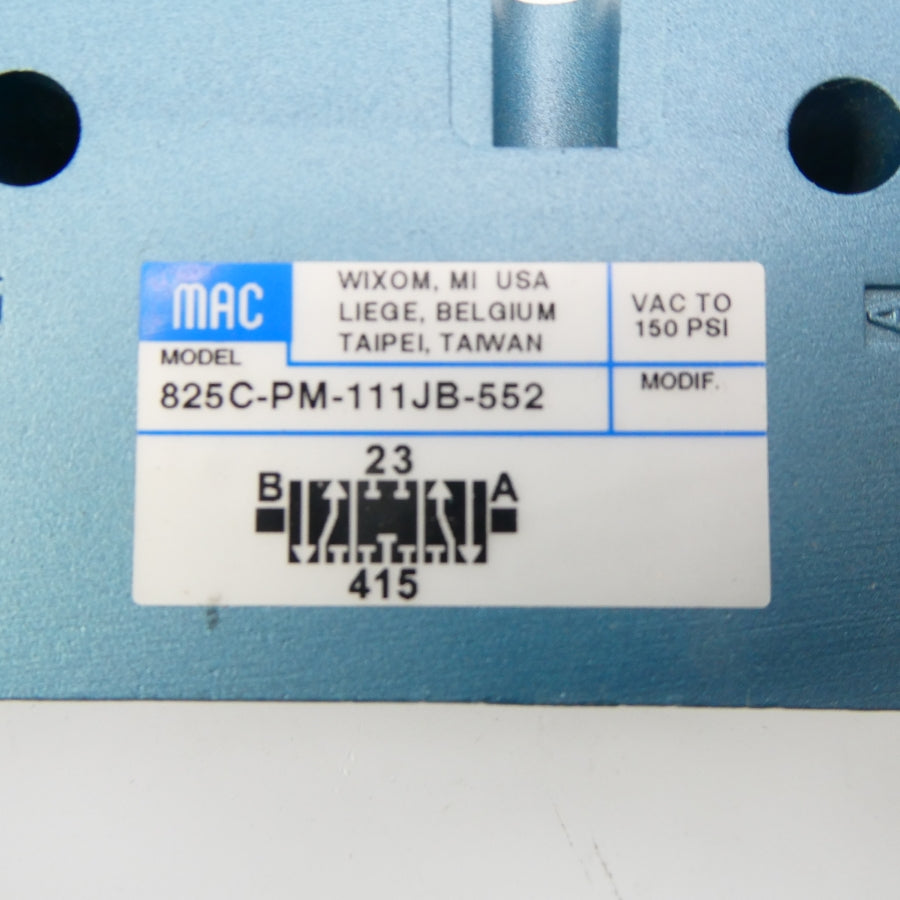 MAC
WIXOM, MI USA
LIEGE, BELGIUM
TAIPEI, TAIWAN
VAC TO
150 PSI
MODEL
825C-PM-111JB-552
MODIF.
23
B
A
415
A